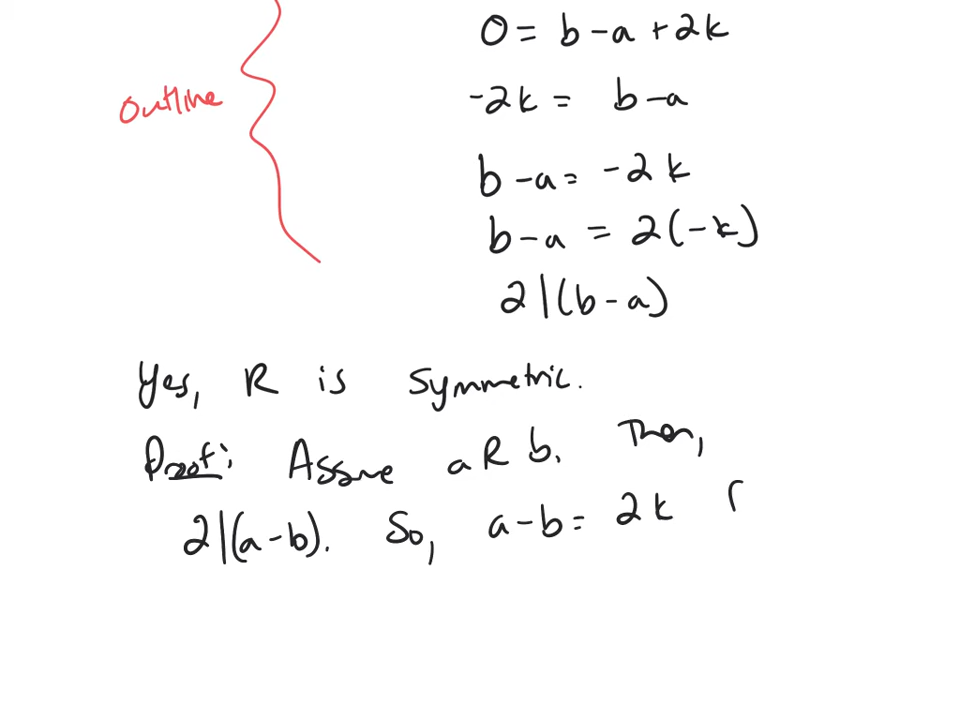 0 = b - a + 2k
Outline
-2k = b - a
b - a = -2k
b - a = 2(-k)
2|(b - a)
Yes, R is symmetric.
Proof: Assume a R b. Then,
2|(a - b). So, a - b = 2k